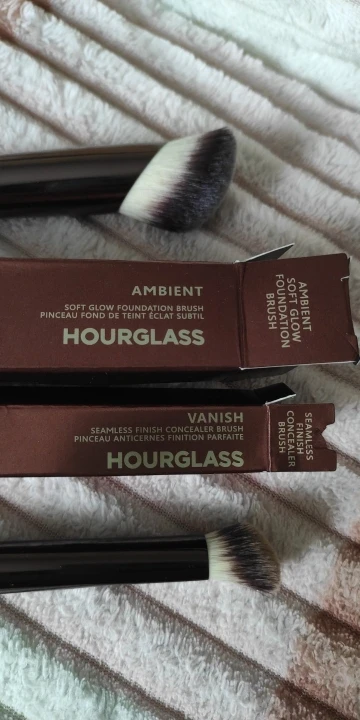 AMBIENT
SOFT GLOW FOUNDATION BRUSH
PINCEAU FOND DE TEINT ÉCLAT SUBTIL
HOURGLASS
AMBIENT
SOFT GLOW
FOUNDATION
BRUSH
VANISH
SEAMLESS FINISH CONCEALER BRUSH
PINCEAU ANTICERNES FINITION PARFAITE
HOURGLASS
SEAMLESS
FINISH
CONCEALER
BRUSH